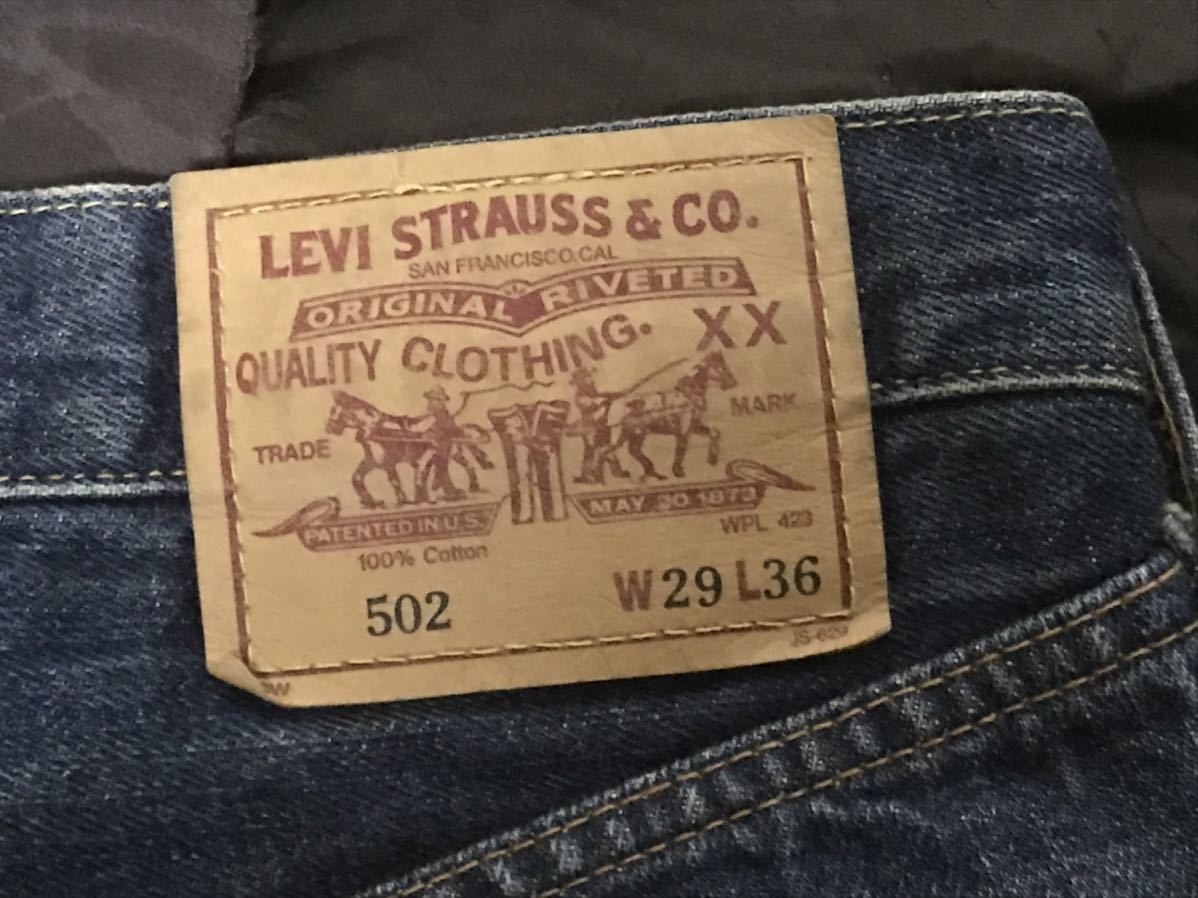 LEVI STRAUSS & CO.
SAN FRANCISCO.CAL
ORIGINAL RIVETED
QUALITY CLOTHING. XX
TRADE MARK
PATENTED IN U.S. MAY 20 1873
WPL 423
100% Cotton
502 W29 L36